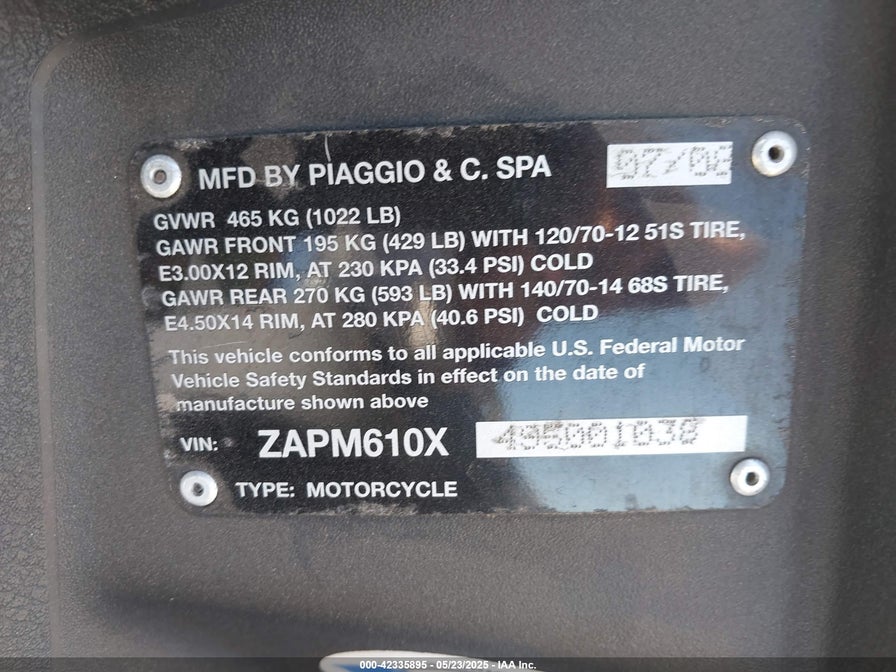 MFD BY PIAGGIO & C. SPA 07/08
GVWR 465 KG (1022 LB)
GAWR FRONT 195 KG (429 LB) WITH 120/70-12 51S TIRE,
E3.00X12 RIM, AT 230 KPA (33.4 PSI) COLD
GAWR REAR 270 KG (593 LB) WITH 140/70-14 68S TIRE,
E4.50X14 RIM, AT 280 KPA (40.6 PSI) COLD
This vehicle conforms to all applicable U.S. Federal Motor
Vehicle Safety Standards in effect on the date of
manufacture shown above
VIN: ZAPM610X 495001038
TYPE: MOTORCYCLE
000-42335895 - 05/23/2025 - IAA Inc.